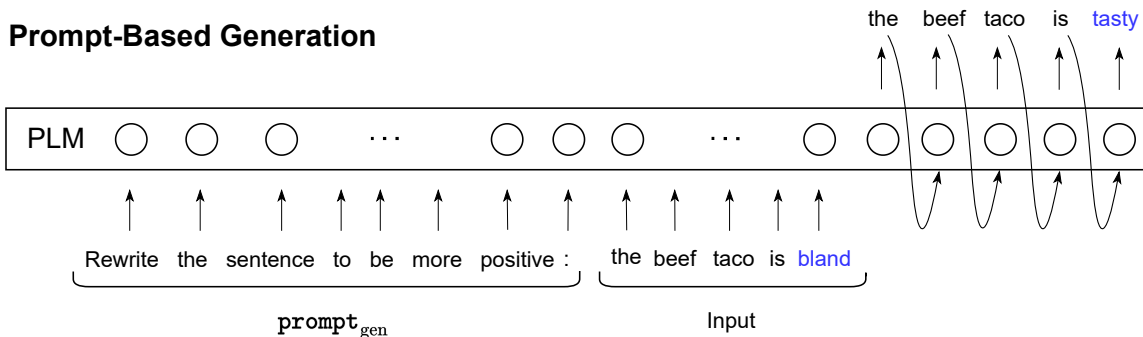 the beef taco is tasty
Prompt-Based Generation
PLM ... ...
Rewrite the sentence to be more positive : the beef taco is bland
prompt_gen Input